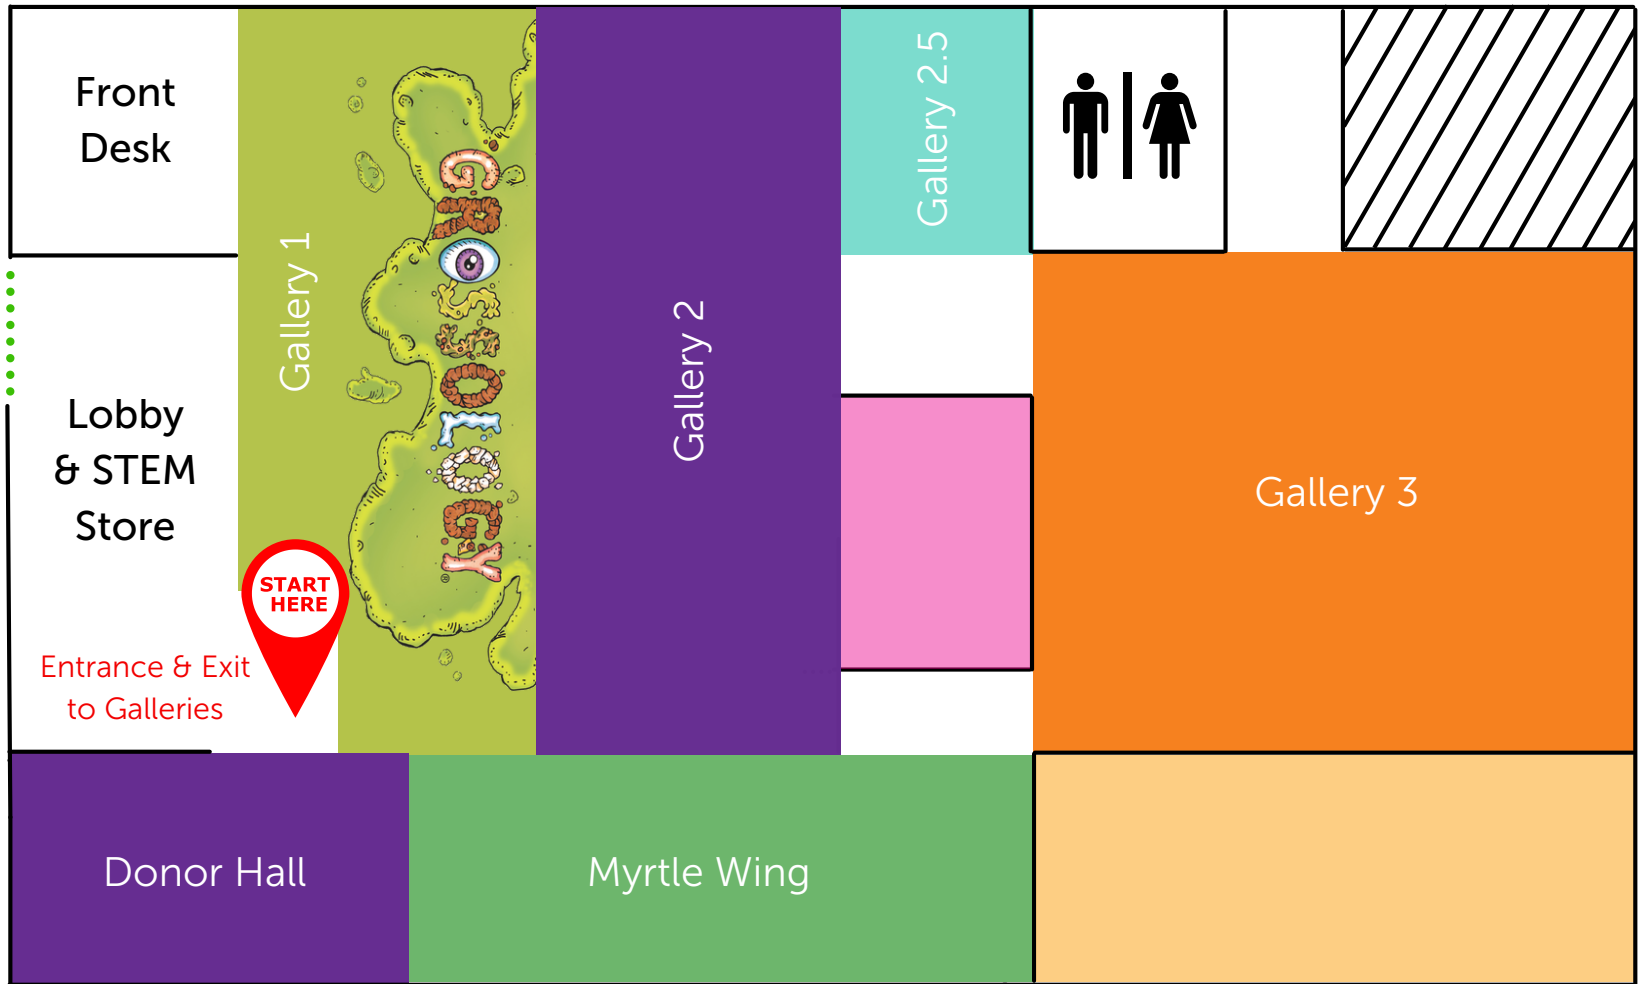 Front
Desk
Lobby
& STEM
Store
Entrance & Exit
to Galleries
START
HERE
Gallery 1
GROSSOLOGY
®
Gallery 2
Gallery 2.5
Gallery 3
Donor Hall
Myrtle Wing